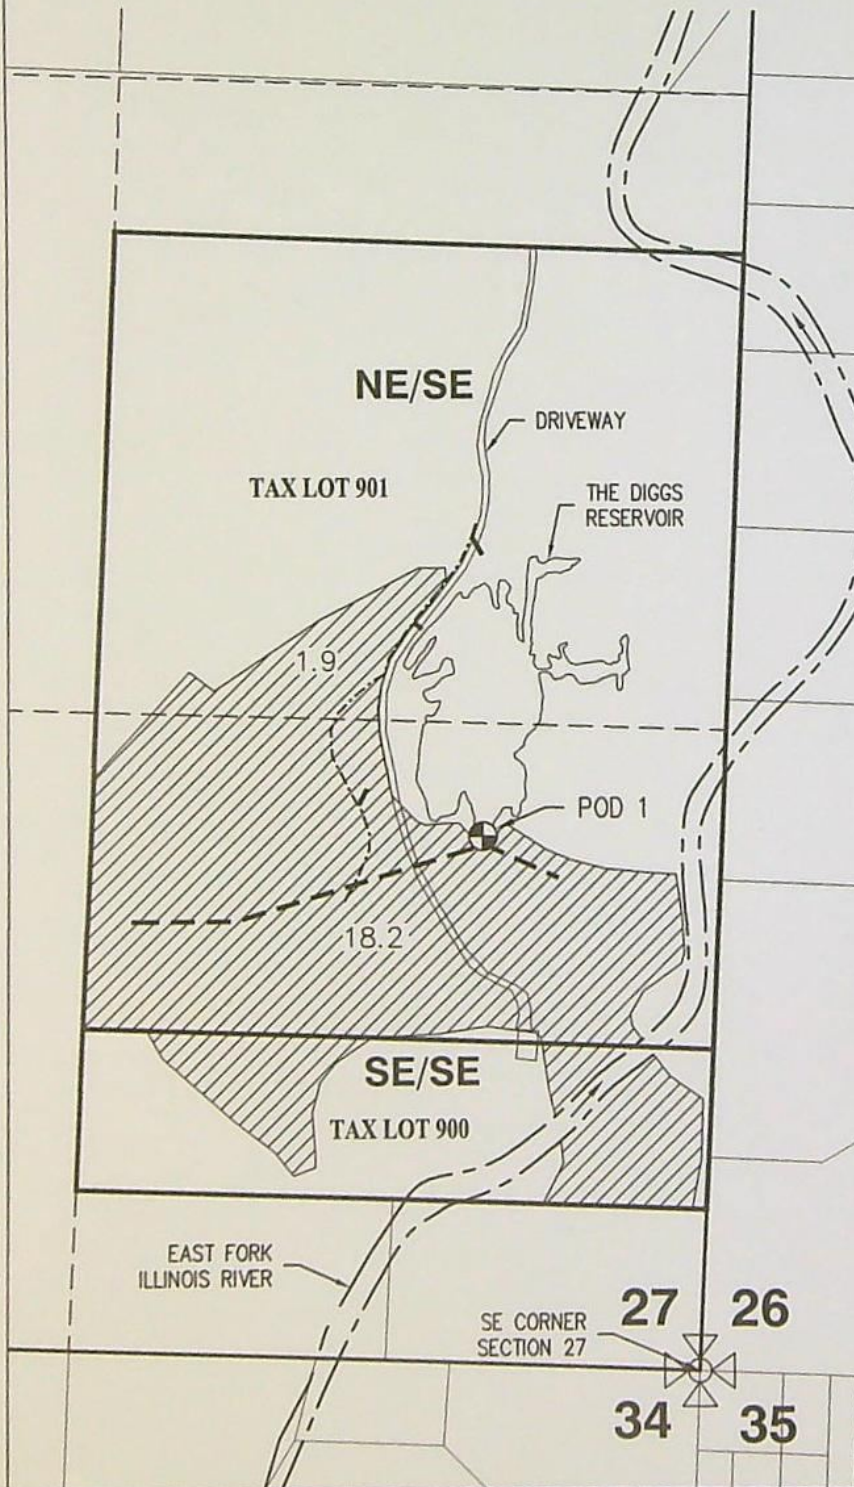 NE/SE
DRIVEWAY
TAX LOT 901
THE DIGGS
RESERVOIR
1.9
POD 1
18.2
SE/SE
TAX LOT 900
EAST FORK
ILLINOIS RIVER
27 26
SE CORNER
SECTION 27
34 35